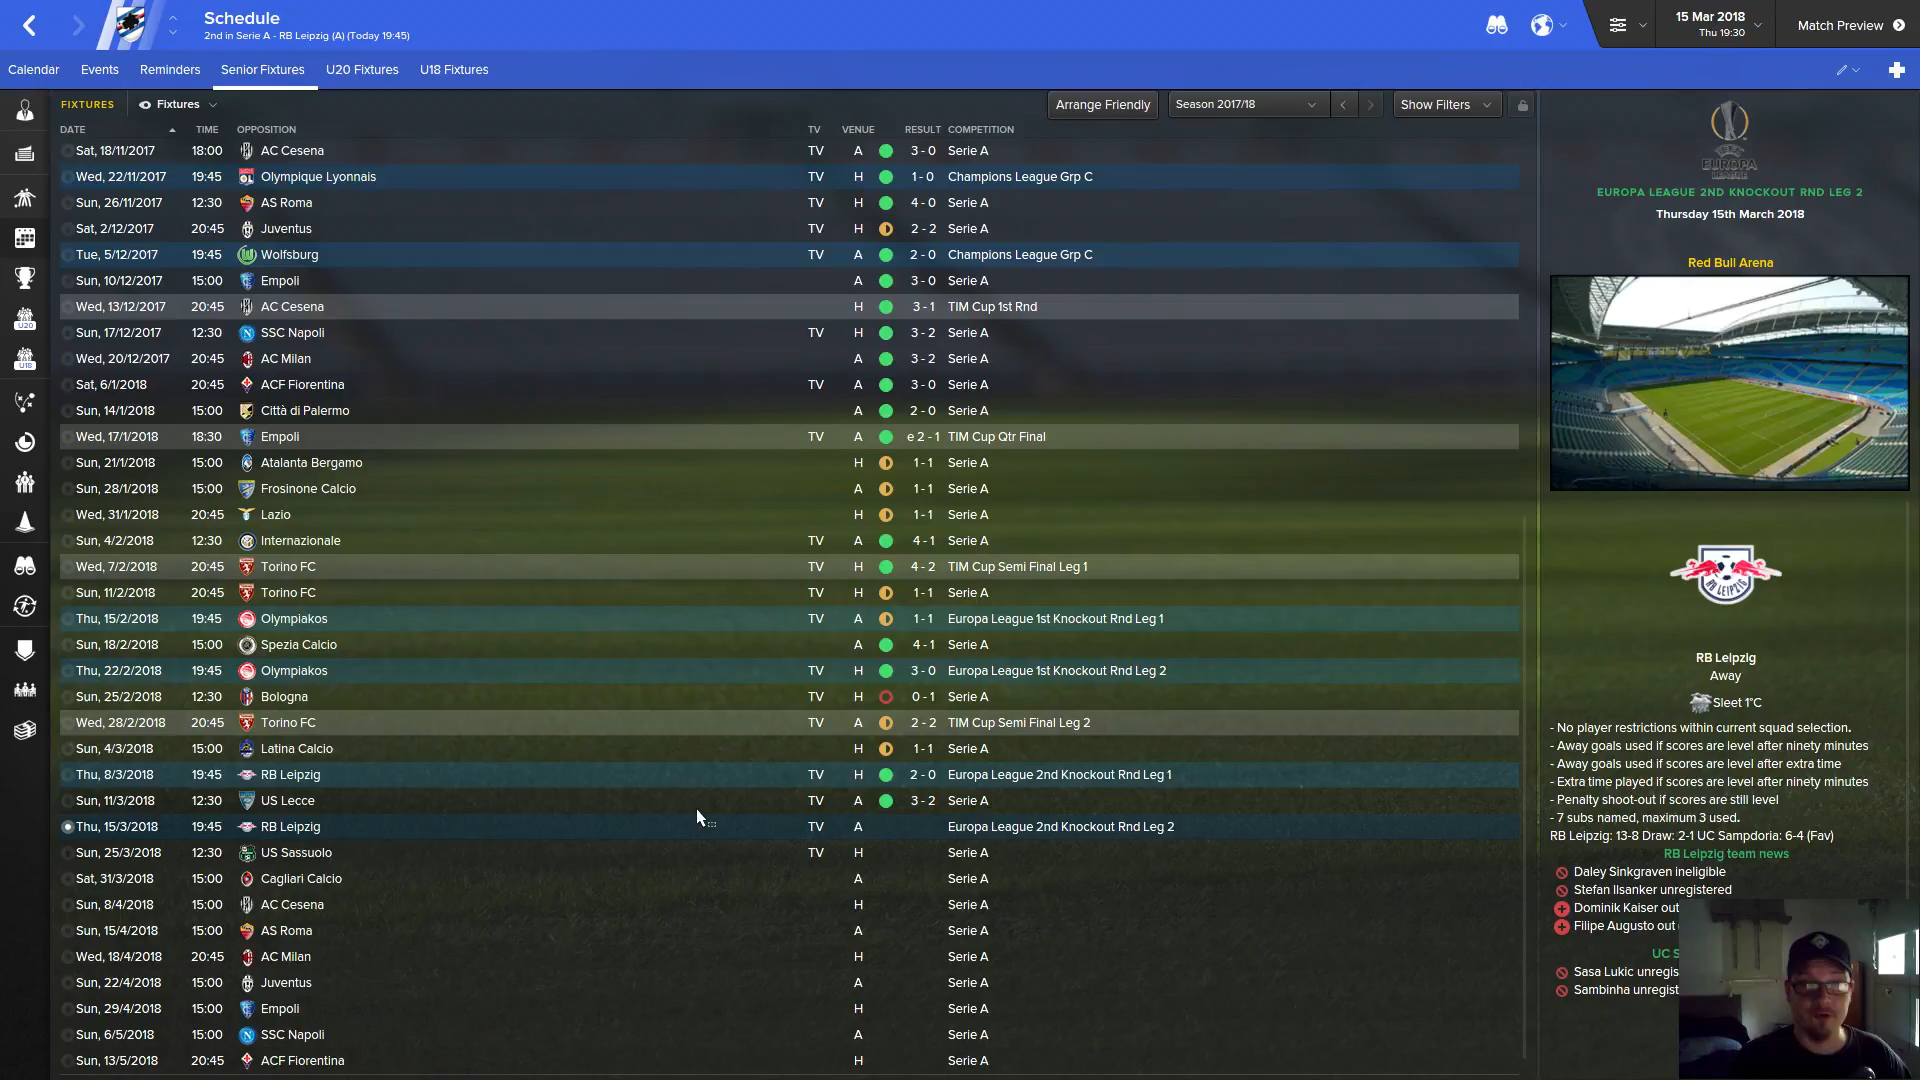 Schedule
2nd in Serie A - RB Leipzig (A) (Today 19:45)
15 Mar 2018
Thu 19:30
Match Preview
Calendar Events Reminders Senior Fixtures U20 Fixtures U18 Fixtures
FIXTURES Fixtures Arrange Friendly Season 2017/18 Show Filters
DATE TIME OPPOSITION TV VENUE RESULT COMPETITION
Sat, 18/11/2017 18:00 AC Cesena TV A 3 - 0 Serie A
Wed, 22/11/2017 19:45 Olympique Lyonnais TV H 1 - 0 Champions League Grp C
Sun, 26/11/2017 12:30 AS Roma TV H 4 - 0 Serie A
Sat, 2/12/2017 20:45 Juventus TV H 2 - 2 Serie A
Tue, 5/12/2017 19:45 Wolfsburg TV A 2 - 0 Champions League Grp C
Sun, 10/12/2017 15:00 Empoli A 3 - 0 Serie A
Wed, 13/12/2017 20:45 AC Cesena H 3 - 1 TIM Cup 1st Rnd
Sun, 17/12/2017 12:30 SSC Napoli TV H 3 - 2 Serie A
Wed, 20/12/2017 20:45 AC Milan A 3 - 2 Serie A
Sat, 6/1/2018 20:45 ACF Fiorentina TV A 3 - 0 Serie A
Sun, 14/1/2018 15:00 Città di Palermo A 2 - 0 Serie A
Wed, 17/1/2018 18:30 Empoli TV A e 2 - 1 TIM Cup Qtr Final
Sun, 21/1/2018 15:00 Atalanta Bergamo H 1 - 1 Serie A
Sun, 28/1/2018 15:00 Frosinone Calcio A 1 - 1 Serie A
Wed, 31/1/2018 20:45 Lazio H 1 - 1 Serie A
Sun, 4/2/2018 12:30 Internazionale TV A 4 - 1 Serie A
Wed, 7/2/2018 20:45 Torino FC TV H 4 - 2 TIM Cup Semi Final Leg 1
Sun, 11/2/2018 20:45 Torino FC TV H 1 - 1 Serie A
Thu, 15/2/2018 19:45 Olympiakos TV A 1 - 1 Europa League 1st Knockout Rnd Leg 1
Sun, 18/2/2018 15:00 Spezia Calcio A 4 - 1 Serie A
Thu, 22/2/2018 19:45 Olympiakos TV H 3 - 0 Europa League 1st Knockout Rnd Leg 2
Sun, 25/2/2018 12:30 Bologna TV H 0 - 1 Serie A
Wed, 28/2/2018 20:45 Torino FC TV A 2 - 2 TIM Cup Semi Final Leg 2
Sun, 4/3/2018 15:00 Latina Calcio H 1 - 1 Serie A
Thu, 8/3/2018 19:45 RB Leipzig TV H 2 - 0 Europa League 2nd Knockout Rnd Leg 1
Sun, 11/3/2018 12:30 US Lecce TV A 3 - 2 Serie A
Thu, 15/3/2018 19:45 RB Leipzig TV A Europa League 2nd Knockout Rnd Leg 2
Sun, 25/3/2018 12:30 US Sassuolo TV H Serie A
Sat, 31/3/2018 15:00 Cagliari Calcio A Serie A
Sun, 8/4/2018 15:00 AC Cesena H Serie A
Sun, 15/4/2018 15:00 AS Roma A Serie A
Wed, 18/4/2018 20:45 AC Milan H Serie A
Sun, 22/4/2018 15:00 Juventus A Serie A
Sun, 29/4/2018 15:00 Empoli H Serie A
Sun, 6/5/2018 15:00 SSC Napoli A Serie A
Sun, 13/5/2018 20:45 ACF Fiorentina H Serie A
U20
U18
EUROPA
LEAGUE
EUROPA LEAGUE 2ND KNOCKOUT RND LEG 2
Thursday 15th March 2018
Red Bull Arena
RB LEIPZIG
RB Leipzig
Away
Sleet 1°C
- No player restrictions within current squad selection.
- Away goals used if scores are level after ninety minutes
- Away goals used if scores are level after extra time
- Extra time played if scores are level after ninety minutes
- Penalty shoot-out if scores are still level
- 7 subs named, maximum 3 used.
RB Leipzig: 13-8 Draw: 2-1 UC Sampdoria: 6-4 (Fav)
RB Leipzig team news
Daley Sinkgraven ineligible
Stefan Ilsanker unregistered
Dominik Kaiser out
Filipe Augusto out
UC S
Sasa Lukic unregis
Sambinha unregist